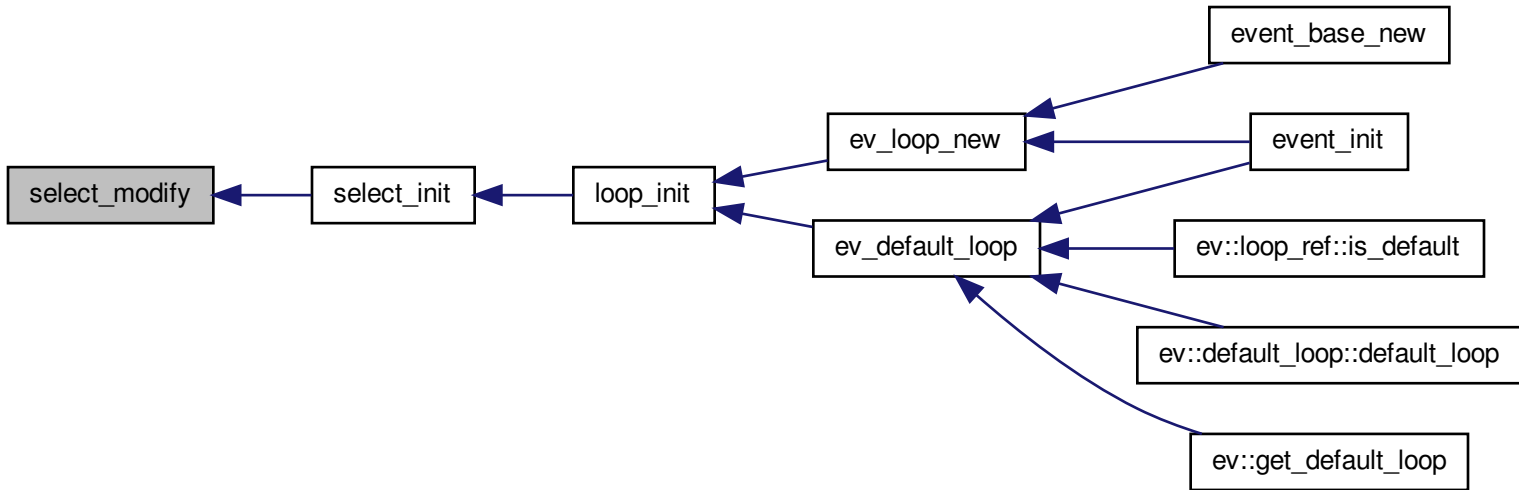 select_modify
select_init
loop_init
ev_loop_new
ev_default_loop
event_base_new
event_init
ev::loop_ref::is_default
ev::default_loop::default_loop
ev::get_default_loop